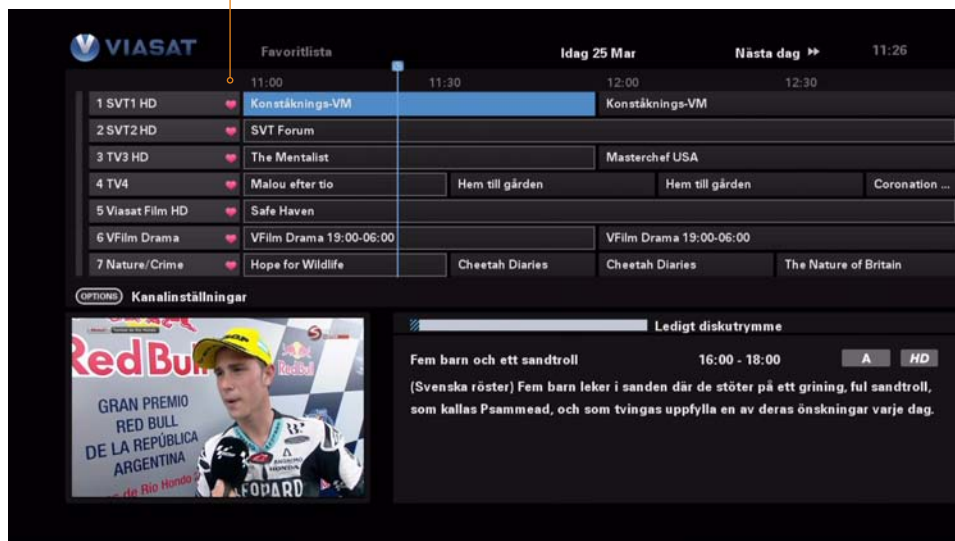 VIASAT
Favoritlista Idag 25 Mar Nästa dag 11:26
11:00 11:30 12:00 12:30
1 SVT1 HD Konståknings-VM Konståknings-VM
2 SVT2 HD SVT Forum
3 TV3 HD The Mentalist Masterchef USA
4 TV4 Malou efter tio Hem till gården Hem till gården Coronation ...
5 Viasat Film HD Safe Haven
6 VFilm Drama VFilm Drama 19:00-06:00 VFilm Drama 19:00-06:00
7 Nature/Crime Hope for Wildlife Cheetah Diaries Cheetah Diaries The Nature of Britain
OPTIONS Kanalinställningar
Ledigt diskutrymme
Fem barn och ett sandtroll 16:00 - 18:00 A HD
(Svenska röster) Fem barn leker i sanden där de stöter på ett grining, ful sandtroll,
som kallas Psammead, och som tvingas uppfylla en av deras önskningar varje dag.
Red Bull
GRAN PREMIO
RED BULL
DE LA REPÚBLICA
ARGENTINA
de Rio Hondo
HONDA
LEOPARD